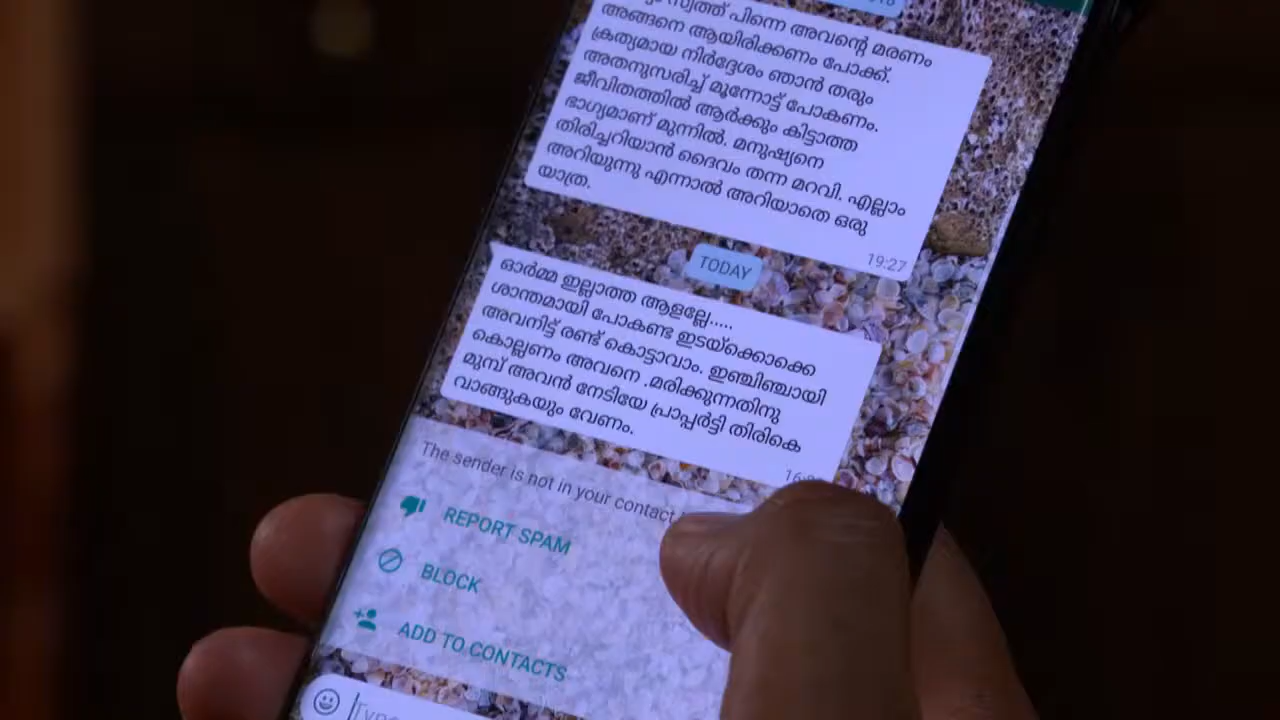 സ്വത്ത് പിന്നെ അവന്റെ മരണം
അങ്ങനെ ആയിരിക്കണം പോക്ക്.
ക്രത്യമായ നിർദ്ദേശം ഞാൻ തരും
അതനുസരിച്ച് മൂന്നോട്ട് പോകണം.
ജീവിതത്തിൽ ആർക്കും കിട്ടാത്ത
ഭാഗ്യമാണ് മുന്നിൽ. മനുഷ്യനെ
തിരിച്ചറിയാൻ ദൈവം തന്ന മറവി. എല്ലാം
അറിയുന്നു എന്നാൽ അറിയാതെ ഒരു
യാത്ര.
19:27
TODAY
ഓർമ്മ ഇല്ലാത്ത ആളല്ലേ.....
ശാന്തമായി പോകണ്ട ഇടയ്ക്കൊക്കെ
അവനിട്ട് രണ്ട് കൊട്ടാവാം. ഇഞ്ചിഞ്ചായി
കൊല്ലണം അവനെ .മരിക്കുന്നതിനു
മുമ്പ് അവൻ നേടിയേ പ്രാപ്പർട്ടി തിരികെ
വാങ്ങുകയും വേണം.
The sender is not in your contact
REPORT SPAM
BLOCK
ADD TO CONTACTS